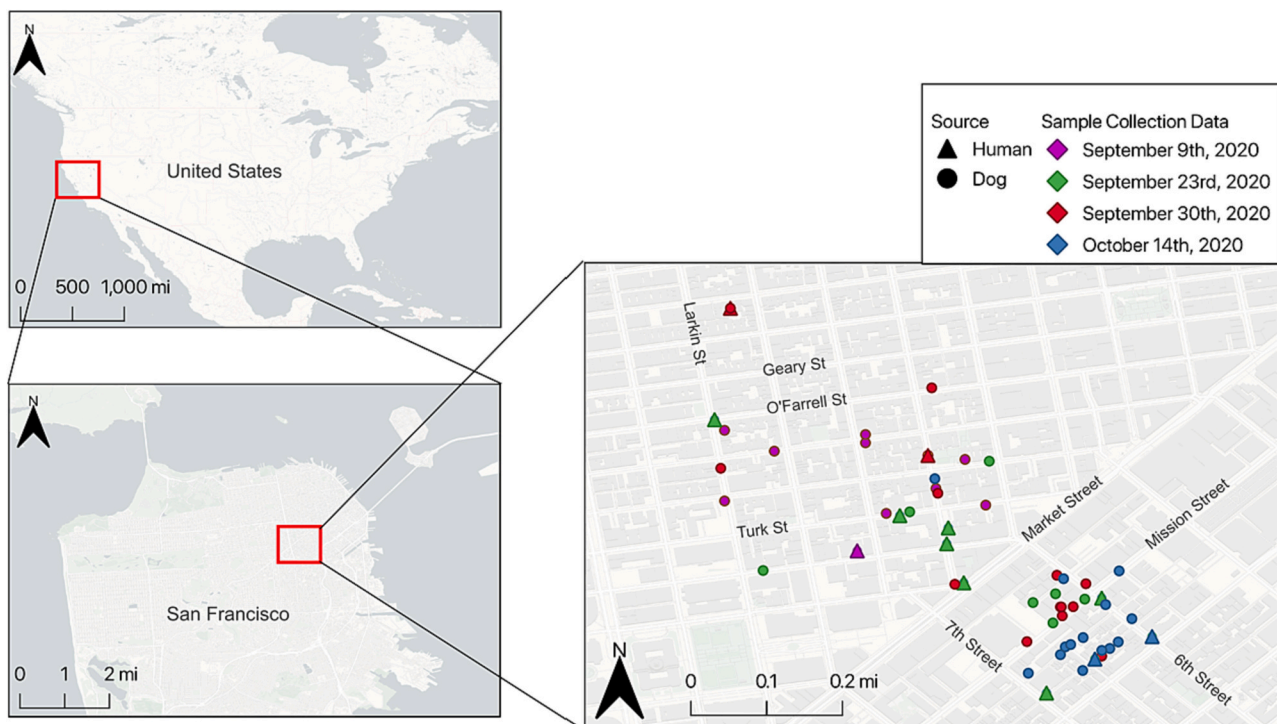 N
United States
0 500 1,000 mi
N
San Francisco
0 1 2 mi
Source
Human
Dog
Sample Collection Data
September 9th, 2020
September 23rd, 2020
September 30th, 2020
October 14th, 2020
Larkin St
Geary St
O'Farrell St
Turk St
Market Street
Mission Street
7th Street
6th Street
N
0 0.1 0.2 mi